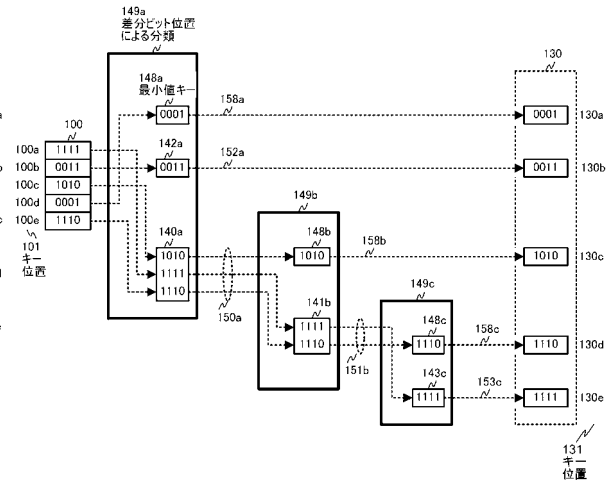 149a
差分ビット位置
による分類
148a
最小値キー
0001
158a
130
0001
130a
100
100a
1111
100b
0011
100c
1010
100d
0001
100e
1110
101
キー
位置
142a
0011
152a
0011
130b
149b
140a
1010
1111
1110
150a
148b
1010
158b
1010
130c
149c
141b
1111
1110
151b
148c
1110
158c
1110
130d
143c
1111
153c
1111
130e
131
キー
位置